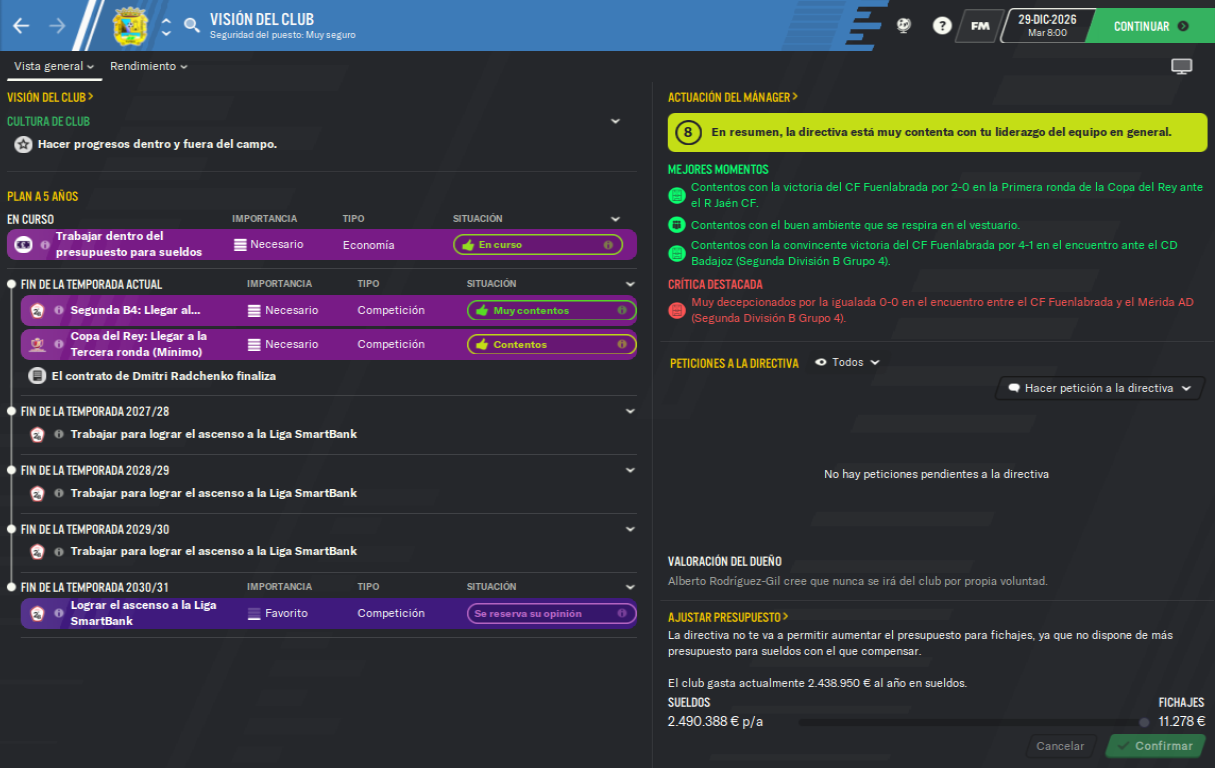 VISIÓN DEL CLUB
Seguridad del puesto: Muy seguro
?
FM
29-DIC-2026
Mar 8:00
CONTINUAR
Vista general
Rendimiento
VISIÓN DEL CLUB
CULTURA DE CLUB
Hacer progresos dentro y fuera del campo.
PLAN A 5 AÑOS
EN CURSO IMPORTANCIA TIPO SITUACIÓN
Trabajar dentro del
presupuesto para sueldos
Necesario
Economía
En curso
FIN DE LA TEMPORADA ACTUAL IMPORTANCIA TIPO SITUACIÓN
Segunda B4: Llegar al... Necesario Competición Muy contentos
Copa del Rey: Llegar a la
Tercera ronda (Mínimo)
Necesario
Competición
Contentos
El contrato de Dmitri Radchenko finaliza
FIN DE LA TEMPORADA 2027/28
Trabajar para lograr el ascenso a la Liga SmartBank
FIN DE LA TEMPORADA 2028/29
Trabajar para lograr el ascenso a la Liga SmartBank
FIN DE LA TEMPORADA 2029/30
Trabajar para lograr el ascenso a la Liga SmartBank
FIN DE LA TEMPORADA 2030/31 IMPORTANCIA TIPO SITUACIÓN
Lograr el ascenso a la Liga
SmartBank
Favorito
Competición
Se reserva su opinión
ACTUACIÓN DEL MÁNAGER
8 En resumen, la directiva está muy contenta con tu liderazgo del equipo en general.
MEJORES MOMENTOS
Contentos con la victoria del CF Fuenlabrada por 2-0 en la Primera ronda de la Copa del Rey ante
el R Jaén CF.
Contentos con el buen ambiente que se respira en el vestuario.
Contentos con la convincente victoria del CF Fuenlabrada por 4-1 en el encuentro ante el CD
Badajoz (Segunda División B Grupo 4).
CRÍTICA DESTACADA
Muy decepcionados por la igualada 0-0 en el encuentro entre el CF Fuenlabrada y el Mérida AD
(Segunda División B Grupo 4).
PETICIONES A LA DIRECTIVA Todos
Hacer petición a la directiva
No hay peticiones pendientes a la directiva
VALORACIÓN DEL DUEÑO
Alberto Rodríguez-Gil cree que nunca se irá del club por propia voluntad.
AJUSTAR PRESUPUESTO
La directiva no te va a permitir aumentar el presupuesto para fichajes, ya que no dispone de más
presupuesto para sueldos con el que compensar.
El club gasta actualmente 2.438.950 € al año en sueldos.
SUELDOS FICHAJES
2.490.388 € p/a 11.278 €
Cancelar Confirmar